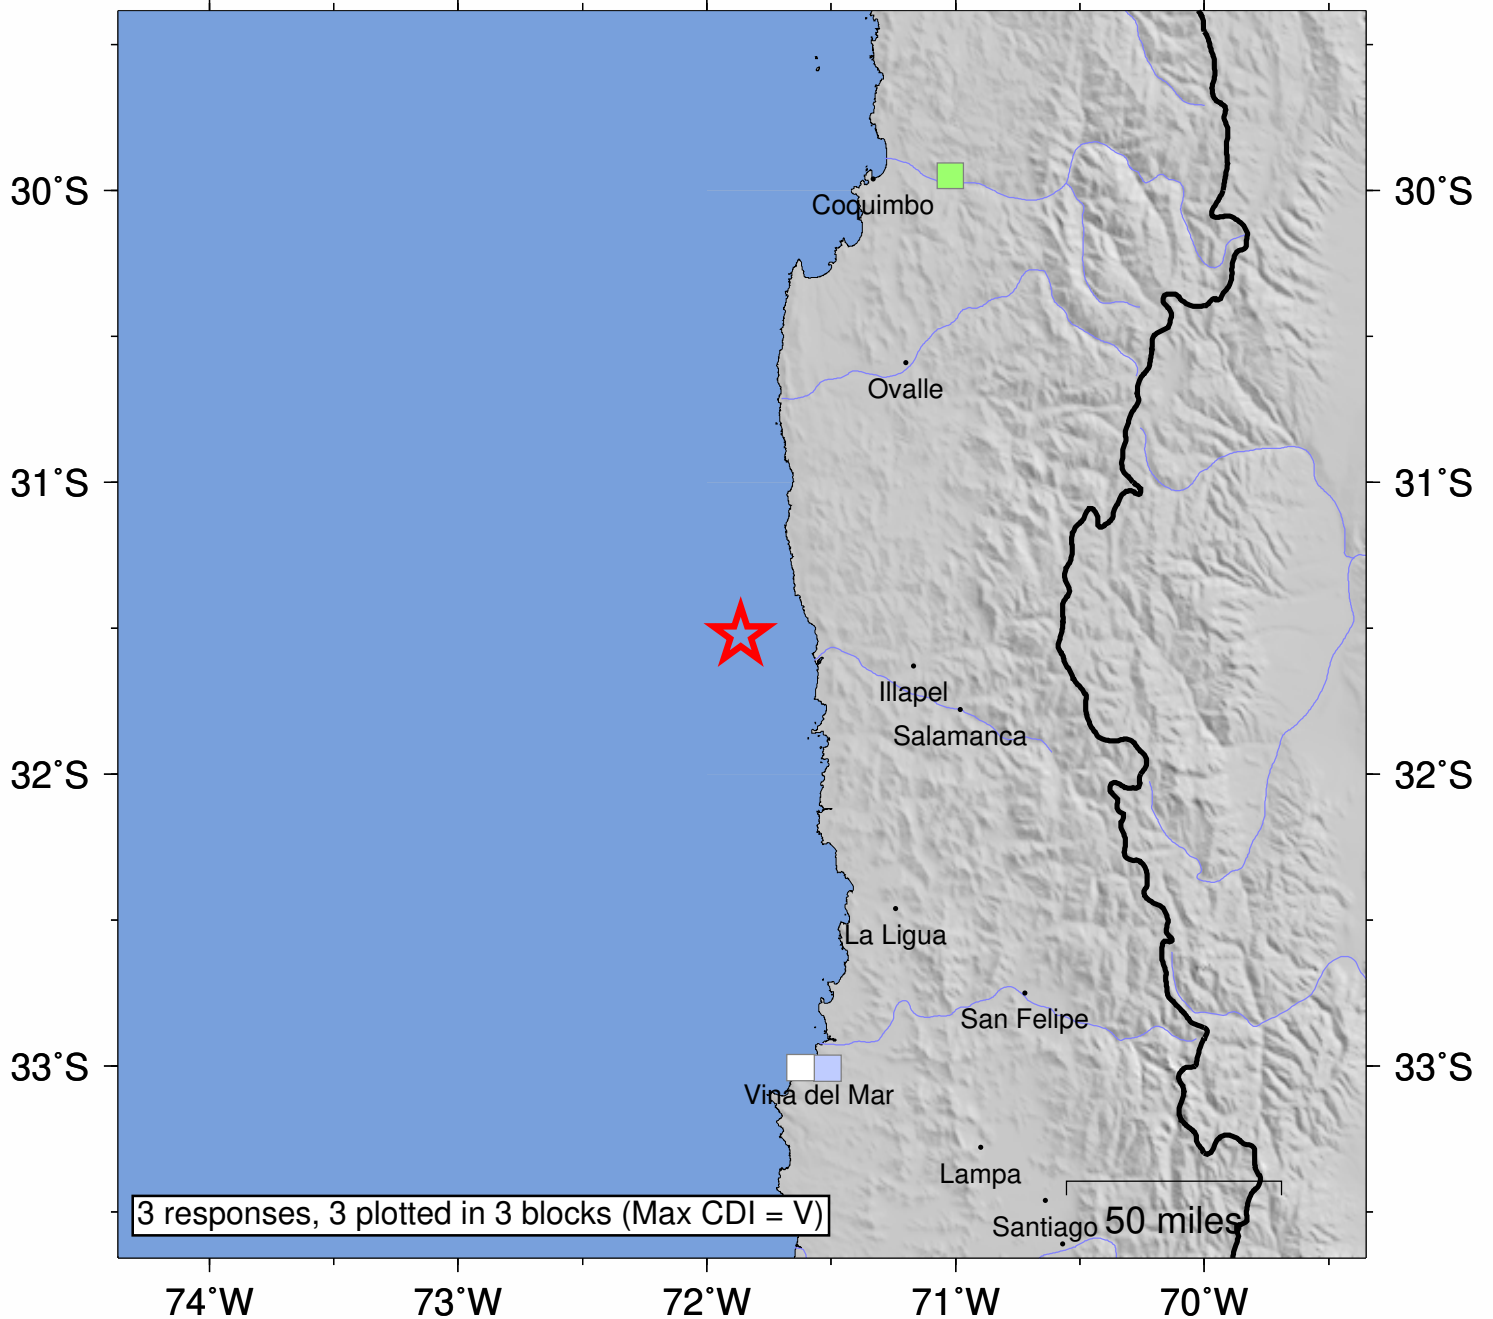 30°S 30°S
Coquimbo
Ovalle
31°S 31°S
Illapel
Salamanca
32°S 32°S
La Ligua
San Felipe
33°S 33°S
Vina del Mar
Lampa
3 responses, 3 plotted in 3 blocks (Max CDI = V)
Santiago 50 miles
74°W 73°W 72°W 71°W 70°W